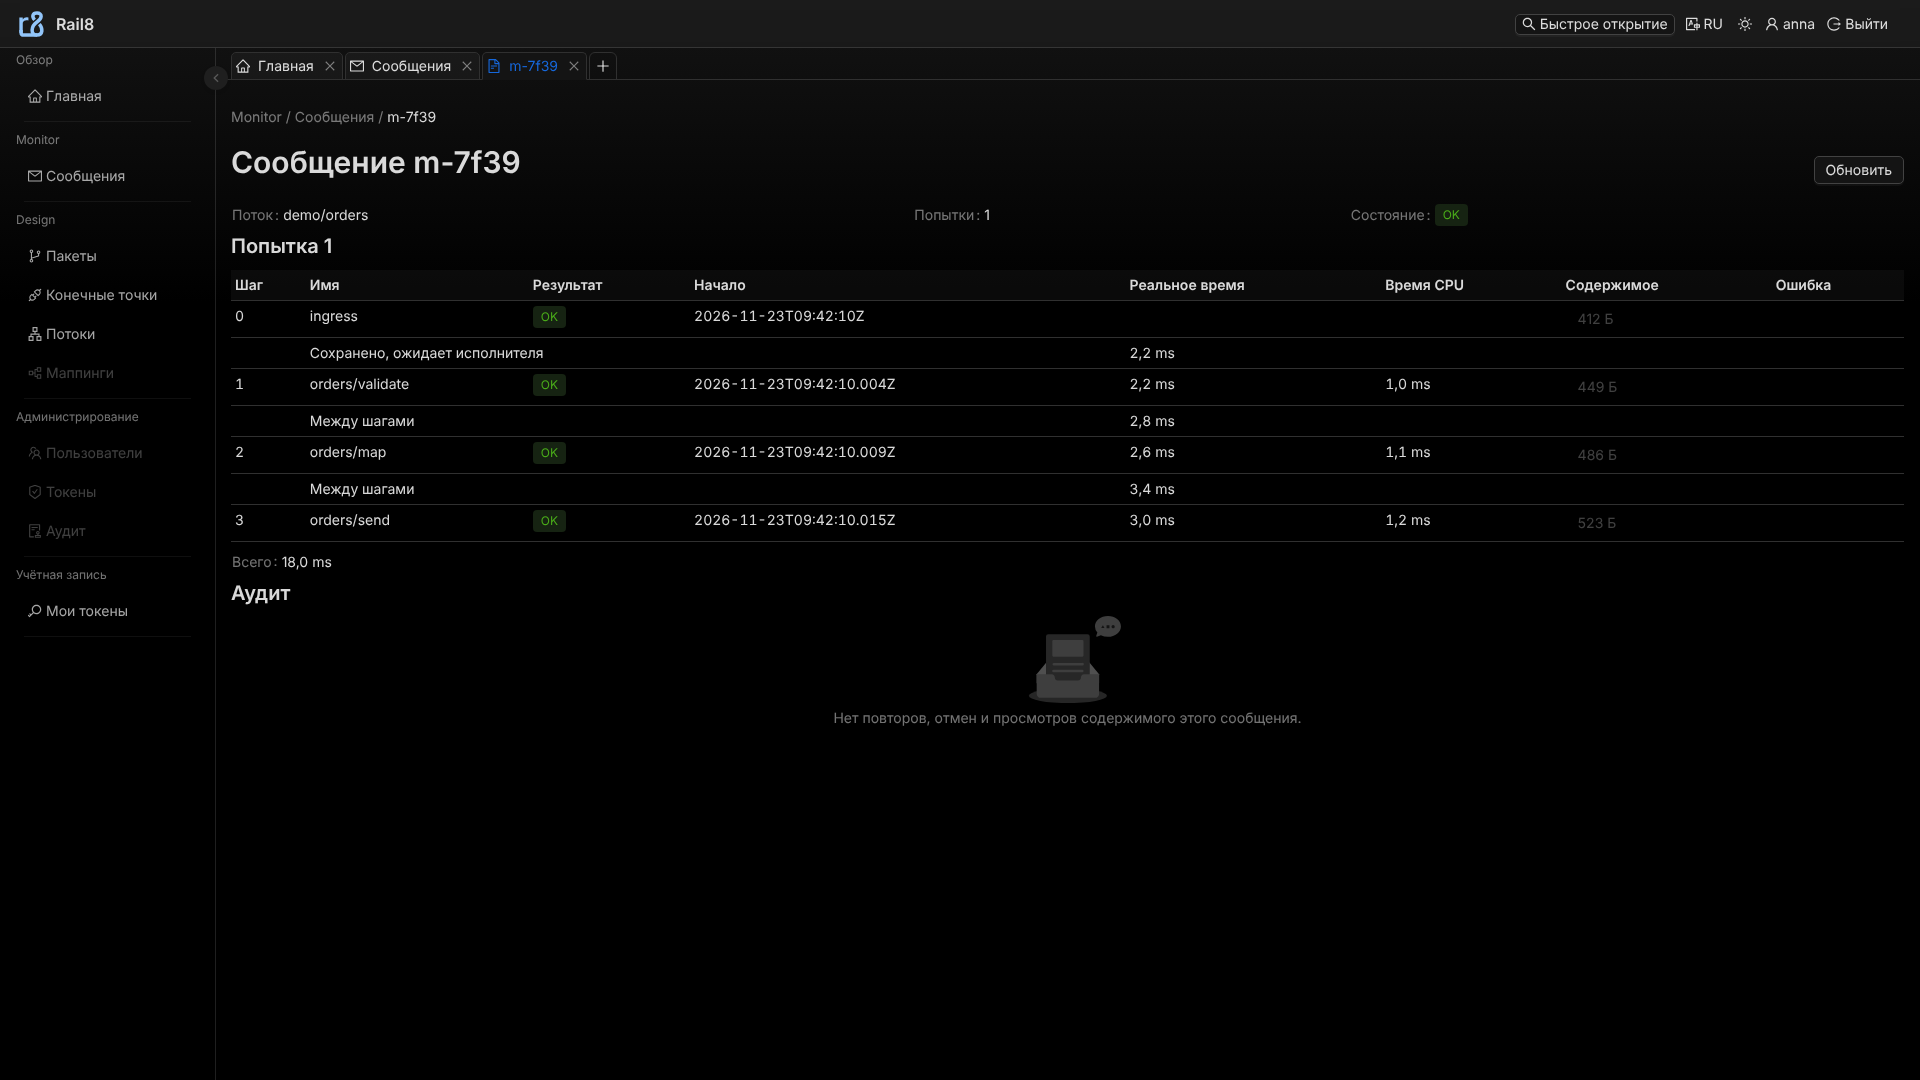 Rail8
Быстрое открытие RU anna Выйти
Обзор
Главная
Monitor
Сообщения
Design
Пакеты
Конечные точки
Потоки
Маппинги
Администрирование
Пользователи
Токены
Аудит
Учётная запись
Мои токены
Главная Сообщения m-7f39
Monitor / Сообщения / m-7f39
Сообщение m-7f39
Обновить
Поток: demo/orders Попытки: 1 Состояние: OK
Попытка 1
Шаг Имя Результат Начало Реальное время Время CPU Содержимое Ошибка
0 ingress OK 2026-11-23T09:42:10Z 412 Б
Сохранено, ожидает исполнителя 2,2 ms
1 orders/validate OK 2026-11-23T09:42:10.004Z 2,2 ms 1,0 ms 449 Б
Между шагами 2,8 ms
2 orders/map OK 2026-11-23T09:42:10.009Z 2,6 ms 1,1 ms 486 Б
Между шагами 3,4 ms
3 orders/send OK 2026-11-23T09:42:10.015Z 3,0 ms 1,2 ms 523 Б
Всего: 18,0 ms
Аудит
Нет повторов, отмен и просмотров содержимого этого сообщения.